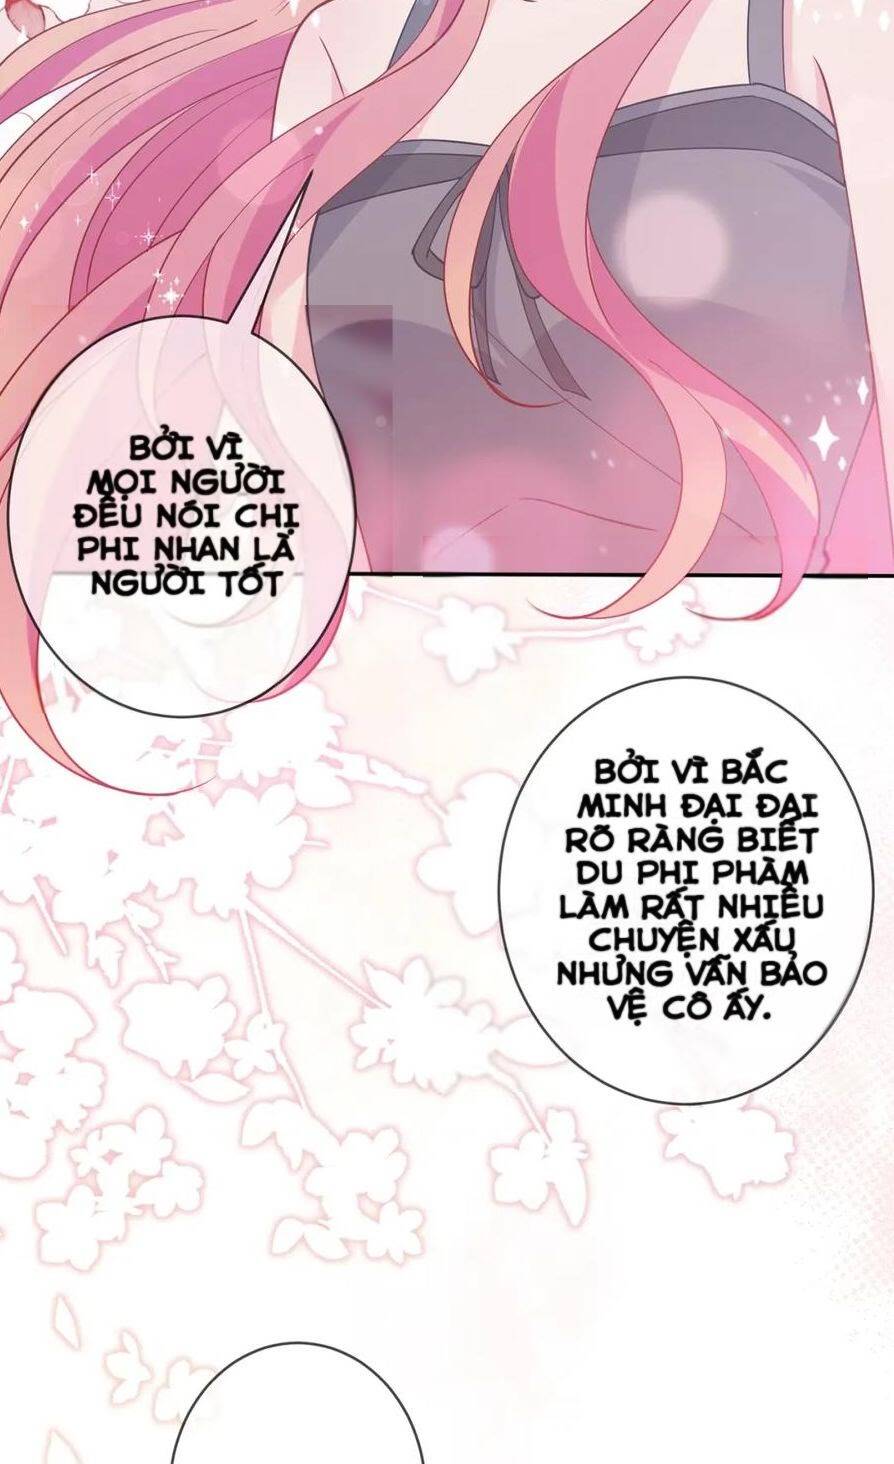 BỞI VÌ
MỌI NGƯỜI
ĐỀU NÓI CHỊ
PHI NHAN LÀ
NGƯỜI TỐT
BỞI VÌ BẮC
MINH ĐẠI ĐẠI
RÕ RÀNG BIẾT
DU PHI PHÀM
LÀM RẤT NHIỀU
CHUYỆN XẤU
NHƯNG VẪN BẢO
VỆ CÔ ẤY.